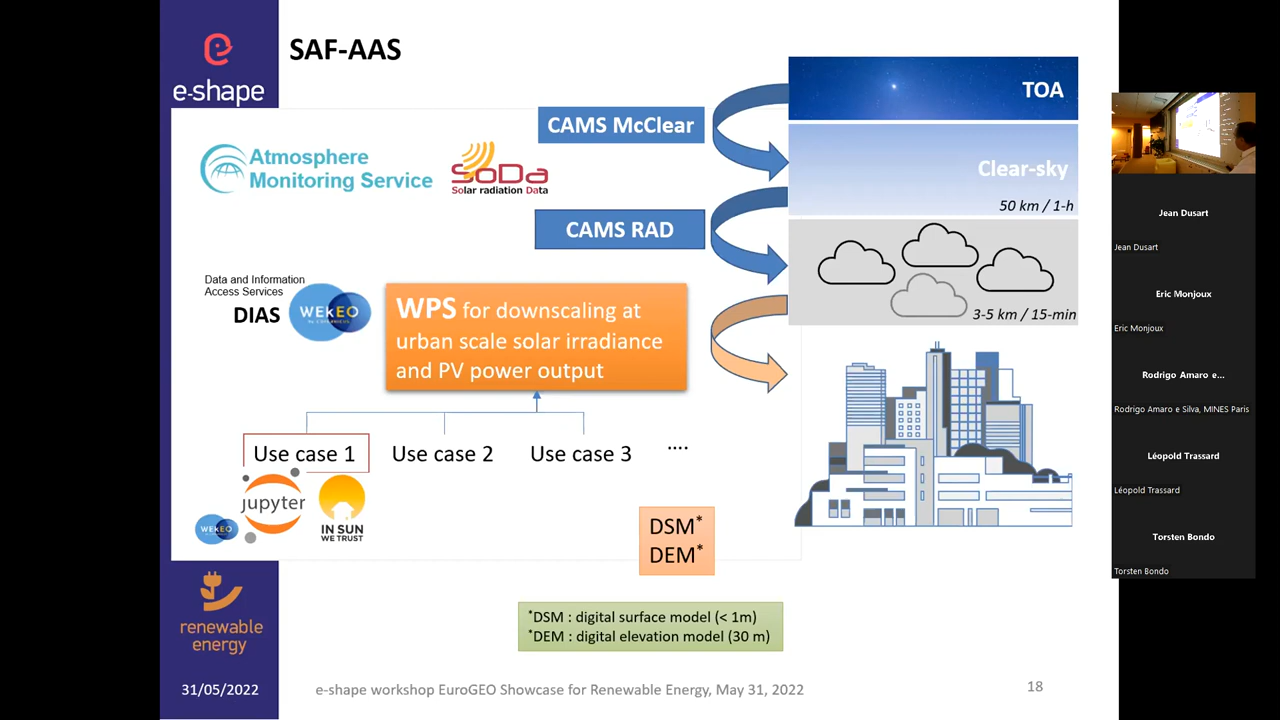 SAF-AAS
e-shape
TOA
CAMS McClear
Clear-sky
50 km / 1-h
Atmosphere
Monitoring Service
SoDa
Solar radiation Data
CAMS RAD
3-5 km / 15-min
Data and Information
Access Services
DIAS
WEkEO
WPS for downscaling at
urban scale solar irradiance
and PV power output
Use case 1
Use case 2
Use case 3
....
WEkEO
jupyter
IN SUN
WE TRUST
DSM*
DEM*
*DSM : digital surface model (< 1m)
*DEM : digital elevation model (30 m)
renewable
energy
31/05/2022
e-shape workshop EuroGEO Showcase for Renewable Energy, May 31, 2022
18
Jean Dusart
Jean Dusart
Eric Monjoux
Eric Monjoux
Rodrigo Amaro e...
Rodrigo Amaro e Silva, MINES Paris
Léopold Trassard
Léopold Trassard
Torsten Bondo
Torsten Bondo